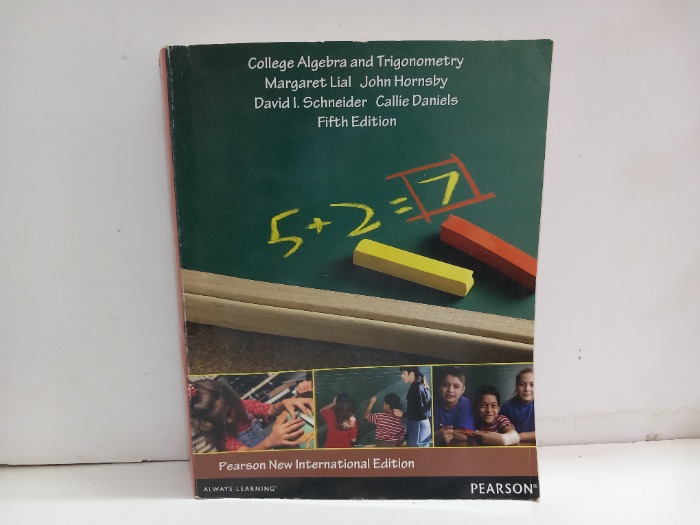 College Algebra and Trigonometry
Margaret Lial John Hornsby
David I. Schneider Callie Daniels
Fifth Edition
5+2=7
Pearson New International Edition
ALWAYS LEARNING
PEARSON